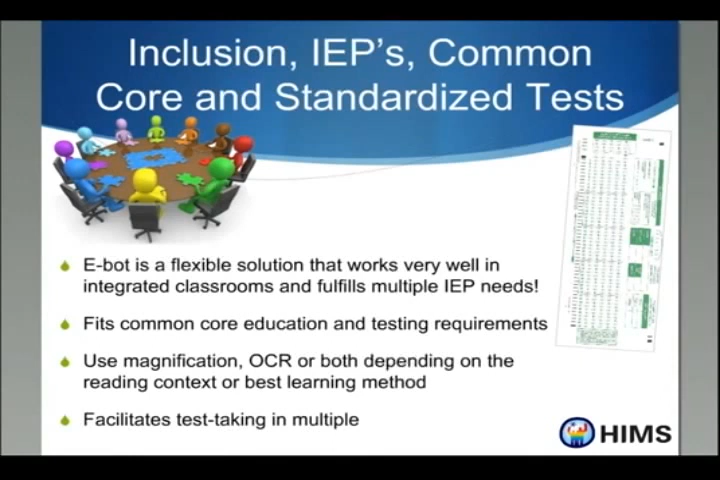 Inclusion, IEP's, Common
Core and Standardized Tests
E-bot is a flexible solution that works very well in
integrated classrooms and fulfills multiple IEP needs!
Fits common core education and testing requirements
Use magnification, OCR or both depending on the
reading context or best learning method
Facilitates test-taking in multiple
HIMS